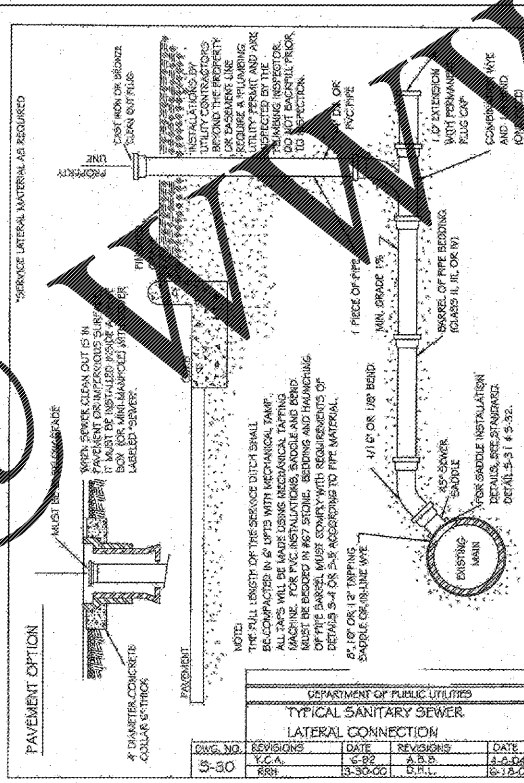 *SERVICE LATERAL MATERIAL AS REQUIRED
PAVEMENT OPTION
MUST BE
GRADE
WHEN SEWER CLEAN OUT IS IN
PAVEMENT OR IMPERVIOUS
IT MUST BE INSTALLED INSIDE A
BOX (OR MINI-MANHOLE) WITH
LABELED "SEWER".
4" DIAMETER CONCRETE
COLLAR 6" THICK
PROPERTY
LINE
CAST IRON OR BRONZE
CLEAN OUT PLUG
INSTALLATIONS BY
UTILITY CONTRACTORS
BEYOND THE PROPERTY
OR EASEMENT LINE
REQUIRE A PLUMBING
UTILITY PERMIT AND ARE
INSPECTED BY THE
PLUMBING INSPECTOR.
DO NOT BACKFILL PRIOR
TO INSPECTION.
PAVEMENT
OR
PVC PIPE
1 PIECE OF PIPE
NOTE:
THE FULL LENGTH OF THE SERVICE DITCH SHALL
BE COMPACTED IN 6" LIFTS WITH MECHANICAL TAMP.
ALL TAPS WILL BE MADE USING MECHANICAL TAPPING
MACHINE. FOR PVC INSTALLATIONS, SADDLE AND BEND
MUST BE BEDDED IN #67 STONE. BEDDING AND HAUNCHING
OF PIPE BARREL MUST COMPLY WITH REQUIREMENTS OF
DETAILS S-4 OR S-5 ACCORDING TO PIPE MATERIAL.
MIN. GRADE 1%
1.0' EXTENSION
WITH PERMANENT
PLUG CAP
WYE
AND
BARREL OF PIPE BEDDING
(CLASS II, III, OR IV)
1/16 OR 1/8 BEND
8", 10" OR 12" TAPPING
SADDLE OR IN-LINE WYE
45° SEWER
SADDLE
FOR SADDLE INSTALLATION
DETAILS, SEE STANDARD
DETAIL S-31 & S-32.
EXISTING
MAIN
DEPARTMENT OF PUBLIC UTILITIES
TYPICAL SANITARY SEWER
LATERAL CONNECTION
DWG. NO. REVISIONS DATE REVISIONS DATE
S-30 Y.C.A. 6-92 A.B.B.
RRH 3-30-00 D.R.L.